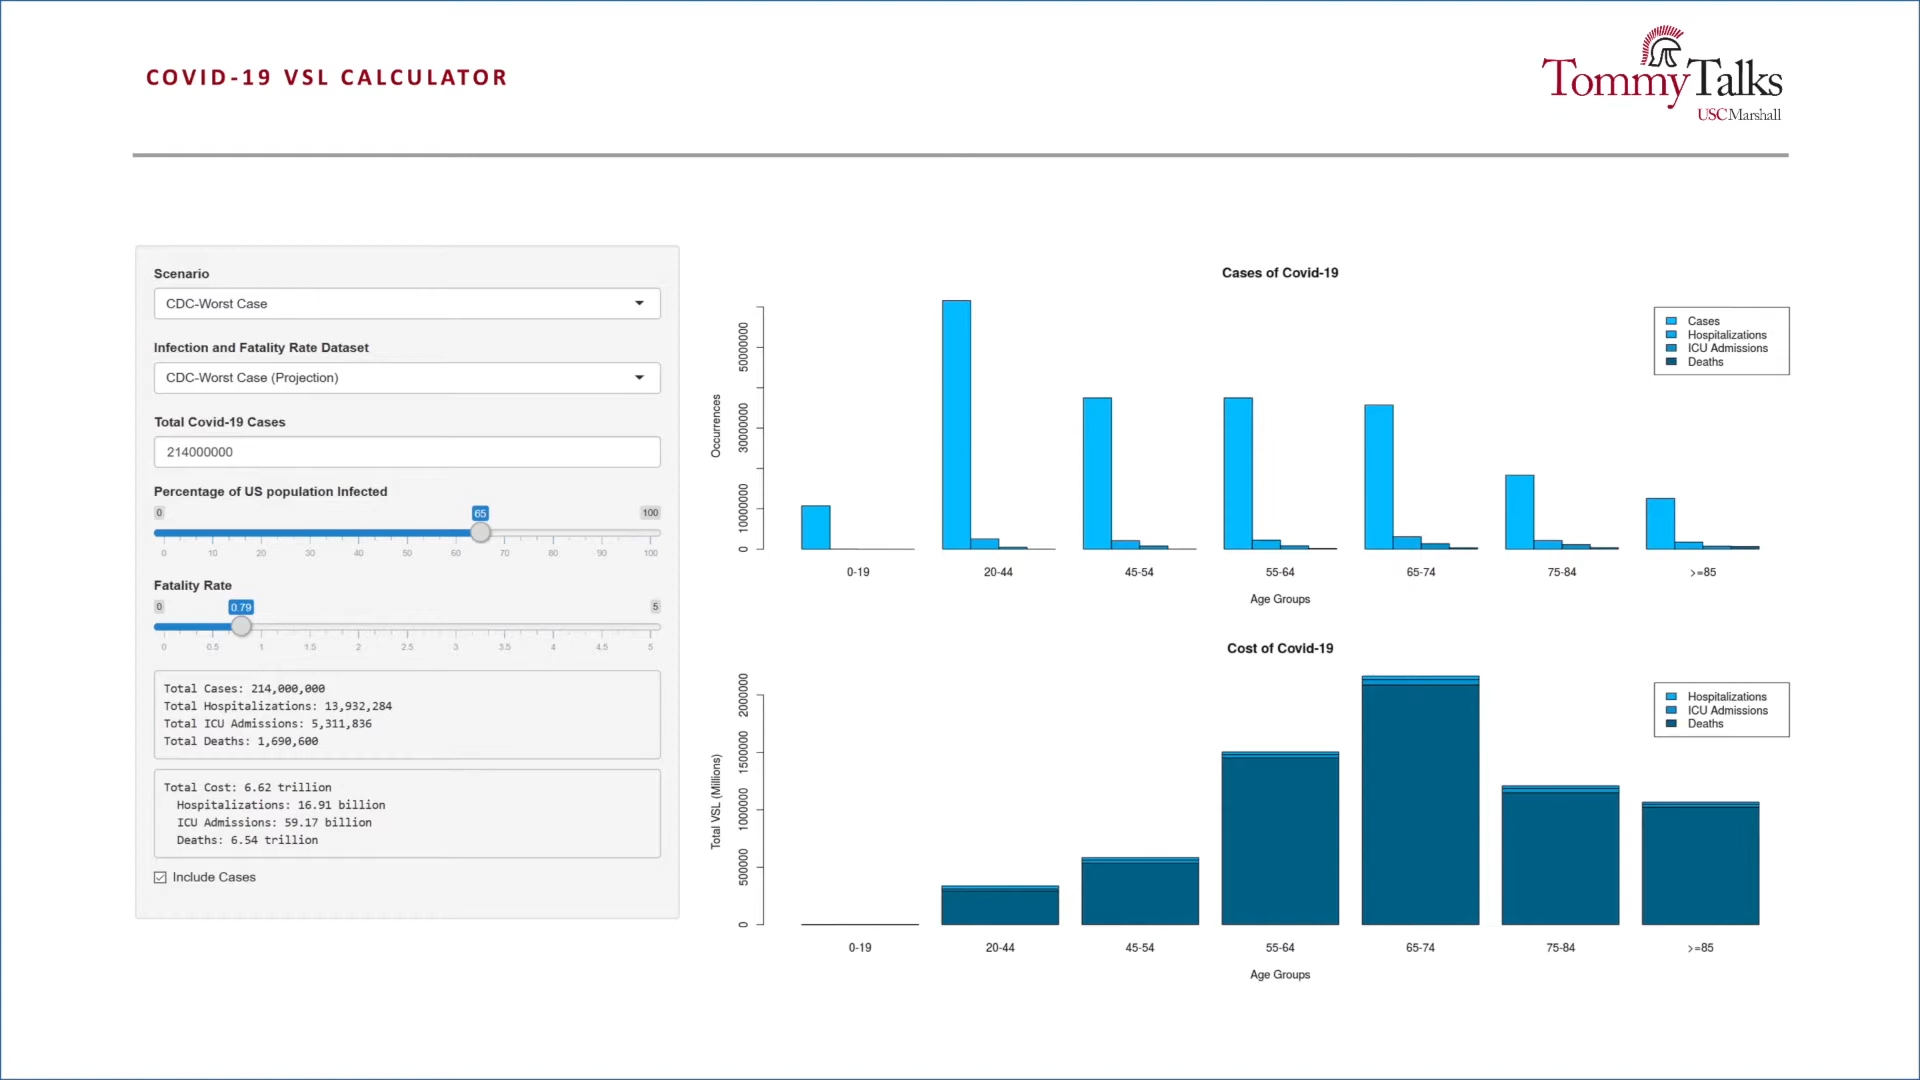 COVID-19 VSL CALCULATOR
TommyTalks
USC Marshall
Scenario
CDC-Worst Case
Infection and Fatality Rate Dataset
CDC-Worst Case (Projection)
Total Covid-19 Cases
214000000
Percentage of US population Infected
0 65 100
0 10 20 30 40 50 60 70 80 90 100
Fatality Rate
0 0.79 5
0 0.5 1 1.5 2 2.5 3 3.5 4 4.5 5
Total Cases: 214,000,000
Total Hospitalizations: 13,932,284
Total ICU Admissions: 5,311,836
Total Deaths: 1,690,600
Total Cost: 6.62 trillion
Hospitalizations: 16.91 billion
ICU Admissions: 59.17 billion
Deaths: 6.54 trillion
Include Cases
Cases of Covid-19
Occurrences
0 10000000 30000000 50000000
Cases
Hospitalizations
ICU Admissions
Deaths
0-19 20-44 45-54 55-64 65-74 75-84 >=85
Age Groups
Cost of Covid-19
Total VSL (Millions)
0 500000 1000000 1500000 2000000
Hospitalizations
ICU Admissions
Deaths
0-19 20-44 45-54 55-64 65-74 75-84 >=85
Age Groups